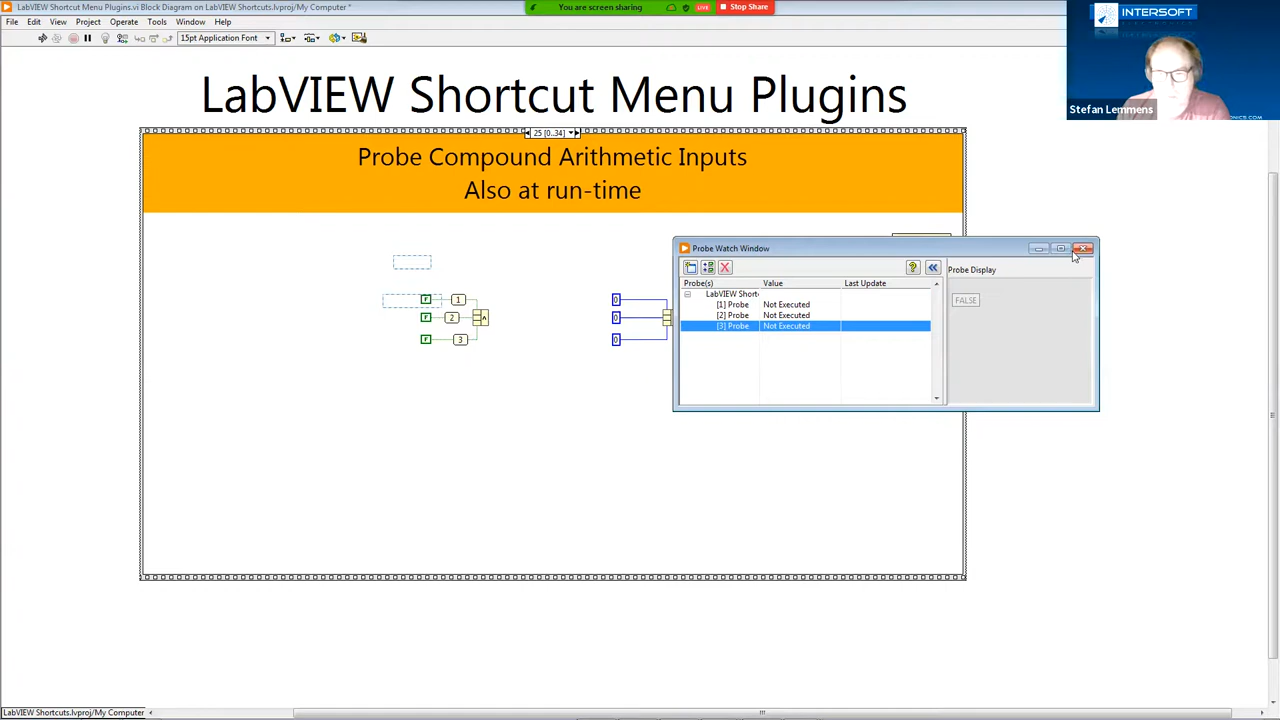 LabVIEW Shortcut Menu Plugins.vi Block Diagram on LabVIEW Shortcuts.lvproj/My Computer *
You are screen sharing
LIVE
Stop Share
File Edit View Project Operate Tools Window Help
15pt Application Font
INTERSOFT
Stefan Lemmens
LabVIEW Shortcut Menu Plugins
25 [0..34]
Probe Compound Arithmetic Inputs
Also at run-time
Probe Watch Window
Probe(s) Value Last Update
Probe Display
LabVIEW Short
[1] Probe Not Executed
[2] Probe Not Executed
[3] Probe Not Executed
FALSE
F 1 0
F 2 0
F 3 0
LabVIEW Shortcuts.lvproj/My Computer